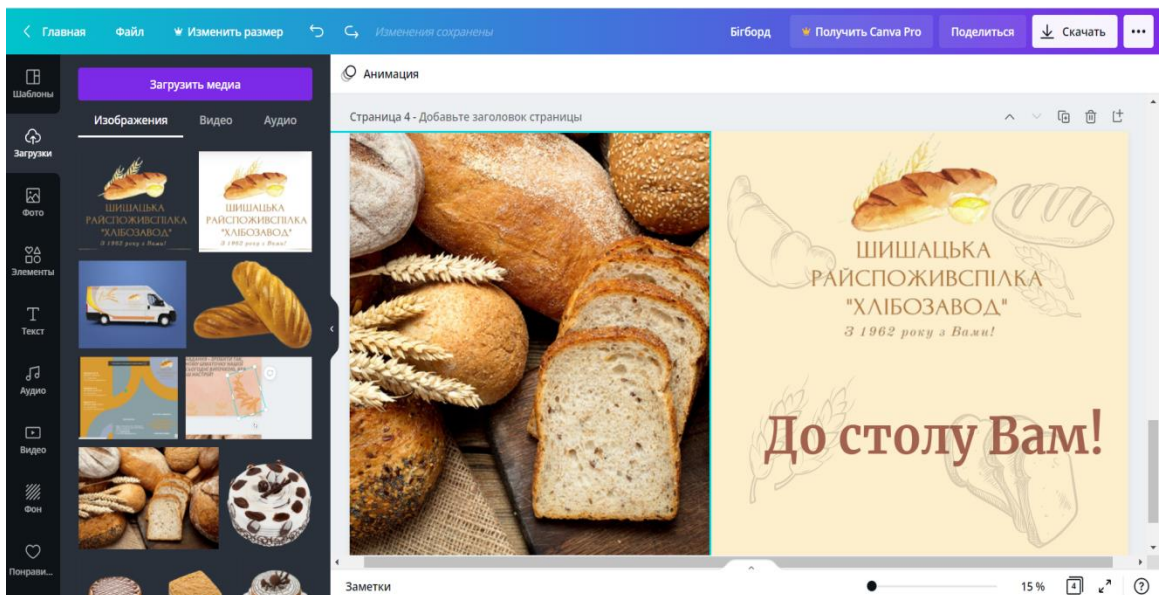 Главная Файл Изменить размер Изменения сохранены Бігборд Получить Canva Pro Поделиться Скачать
Шаблоны
Загрузки
Фото
Элементы
Текст
Аудио
Видео
Фон
Понрави...
Загрузить медиа
Изображения Видео Аудио
ШИШАЦЬКА
РАЙСПОЖИВСПІЛКА
"ХЛІБОЗАВОД"
З 1962 року з Вами!
ШИШАЦЬКА
РАЙСПОЖИВСПІЛКА
"ХЛІБОЗАВОД"
З 1962 року з Вами!
Анимация
Страница 4 - Добавьте заголовок страницы
ШИШАЦЬКА
РАЙСПОЖИВСПІЛКА
"ХЛІБОЗАВОД"
З 1962 року з Вами!
До столу Вам!
Заметки 15 % 4